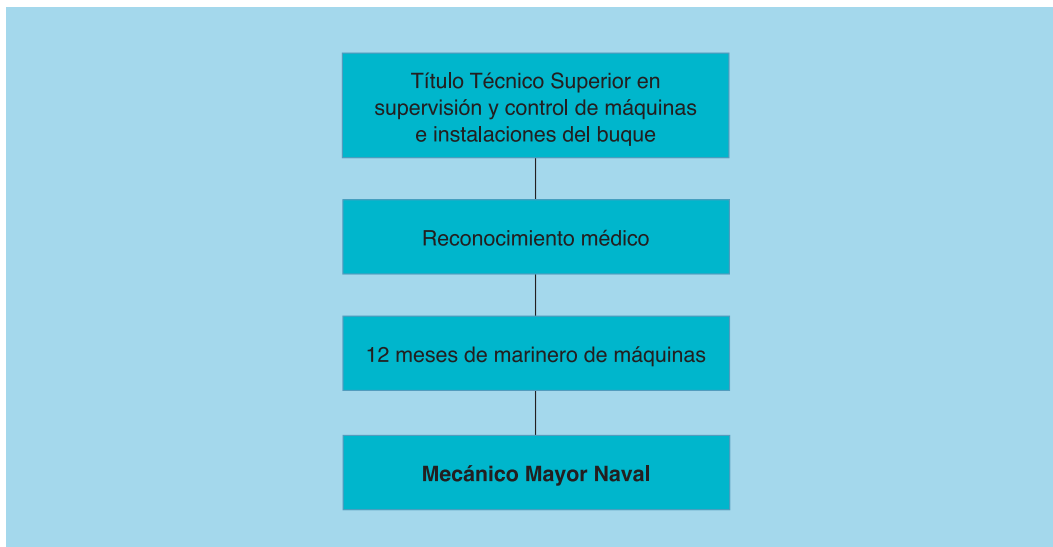 Título Técnico Superior en
supervisión y control de máquinas
e instalaciones del buque
Reconocimiento médico
12 meses de marinero de máquinas
Mecánico Mayor Naval